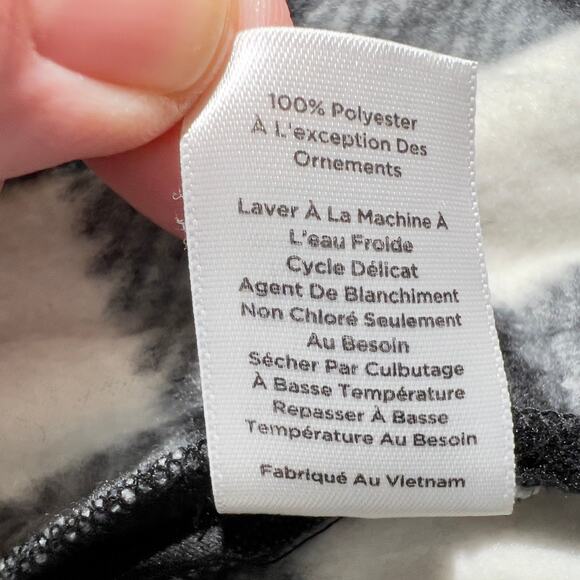 100% Polyester
À L'exception Des
Ornements
Laver À La Machine À
L'eau Froide
Cycle Délicat
Agent De Blanchiment
Non Chloré Seulement
Au Besoin
Sécher Par Culbutage
À Basse Température
Repasser À Basse
Température Au Besoin
Fabriqué Au Vietnam